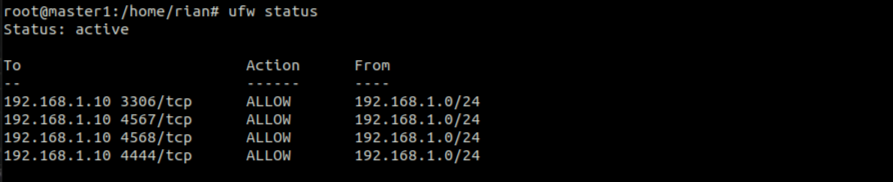 root@master1:/home/rian# ufw status
Status: active
To                         Action      From
--                         ------      ----
192.168.1.10 3306/tcp      ALLOW       192.168.1.0/24
192.168.1.10 4567/tcp      ALLOW       192.168.1.0/24
192.168.1.10 4568/tcp      ALLOW       192.168.1.0/24
192.168.1.10 4444/tcp      ALLOW       192.168.1.0/24